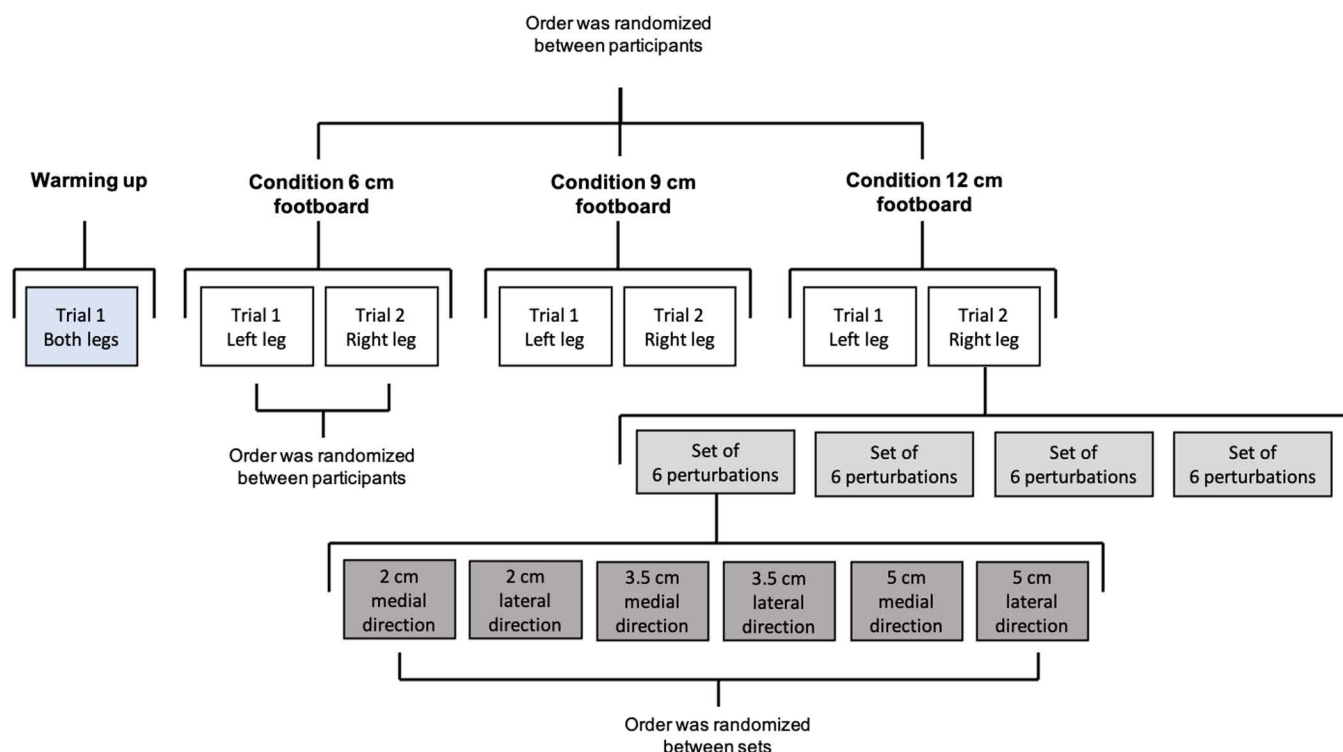 Order was randomized
between participants
Warming up
Condition 6 cm
footboard
Condition 9 cm
footboard
Condition 12 cm
footboard
Trial 1
Both legs
Trial 1
Left leg
Trial 2
Right leg
Trial 1
Left leg
Trial 2
Right leg
Trial 1
Left leg
Trial 2
Right leg
Order was randomized
between participants
Set of
6 perturbations
Set of
6 perturbations
Set of
6 perturbations
Set of
6 perturbations
2 cm
medial
direction
2 cm
lateral
direction
3.5 cm
medial
direction
3.5 cm
lateral
direction
5 cm
medial
direction
5 cm
lateral
direction
Order was randomized
between sets